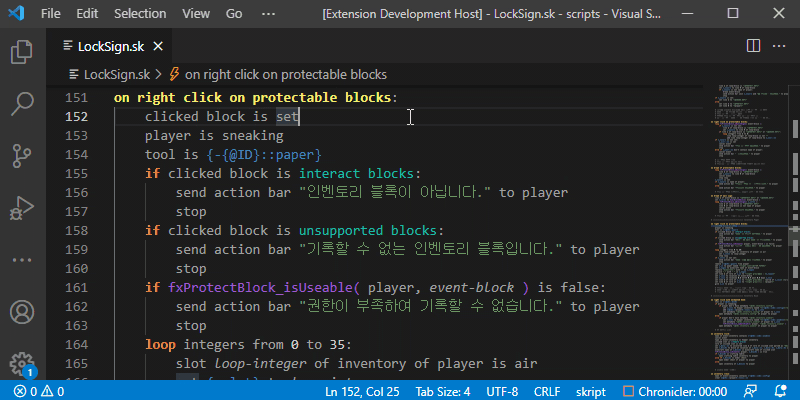 File Edit ··· [Extension Development Host] - LockSign.sk - scripts - Visual S...
LockSign.sk
LockSign.sk > on right click on protectable blocks
151 on right click on protectable blocks:
152 clicked block is set
153 player is sneaking
154 tool is {-{@ID}::paper}
155 if clicked block is interact blocks:
156 send action bar "인벤토리 블록이 아닙니다." to player
157 stop
158 if clicked block is unsupported blocks:
159 send action bar "기록할 수 없는 인벤토리 블록입니다." to player
160 stop
161 if fxProtectBlock_isUseable( player, event-block ) is false:
162 send action bar "권한이 부족하여 기록할 수 없습니다." to player
163 stop
164 loop integers from 0 to 35:
165 slot loop-integer of inventory of player is air
1
0 0 Ln 152, Col 25 Tab Size: 4 UTF-8 CRLF skript Chronicler: 00:00